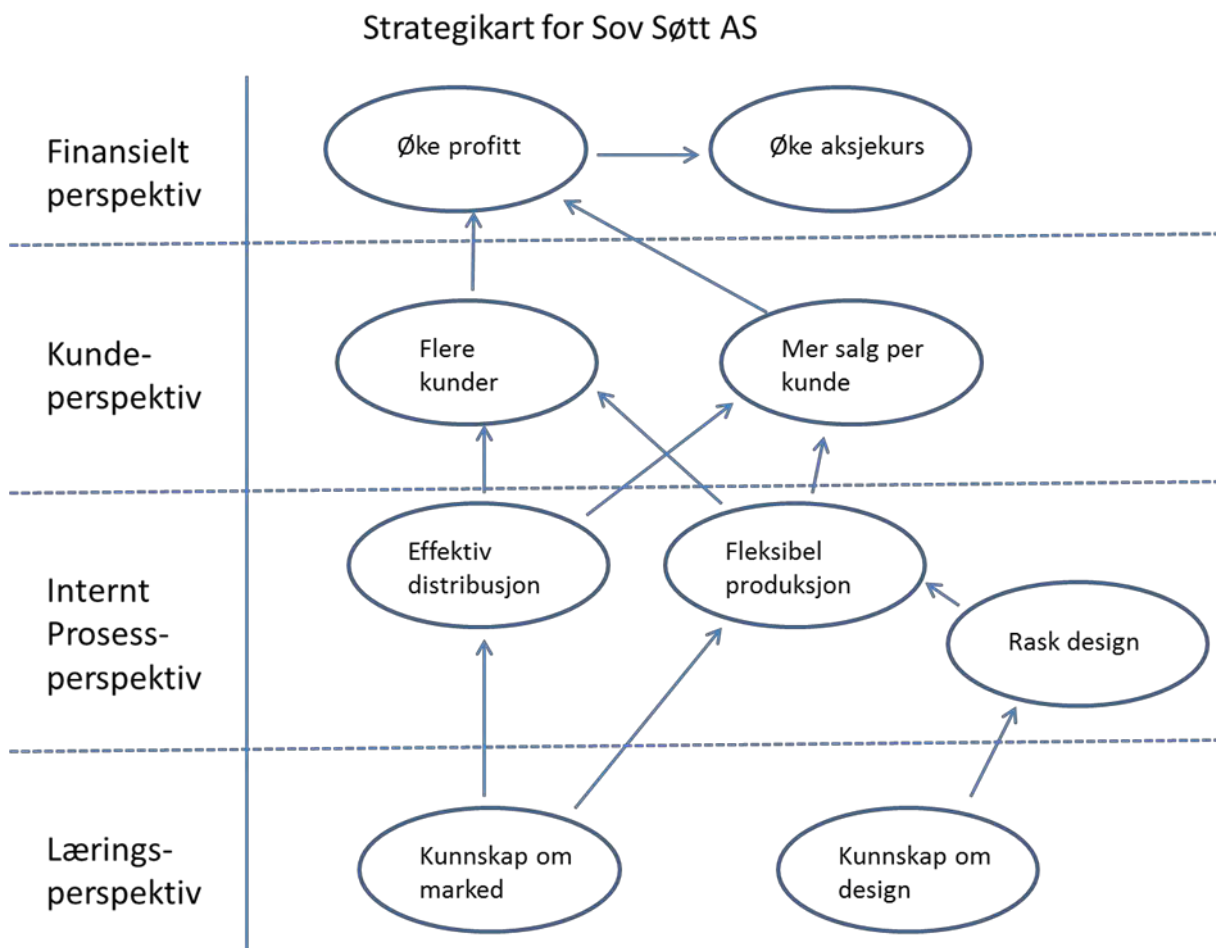 Strategikart for Sov Søtt AS
Finansielt
perspektiv
Øke profitt
Øke aksjekurs
Kunde-
perspektiv
Flere
kunder
Mer salg per
kunde
Internt
Prosess-
perspektiv
Effektiv
distribusjon
Fleksibel
produksjon
Rask design
Lærings-
perspektiv
Kunnskap om
marked
Kunnskap om
design